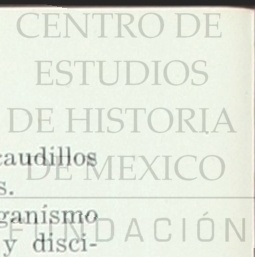 CENTRO DE
ESTUDIOS
DE HISTORIA
caudillos
DE MEXICO
s.
ganismo
FUNDACIÓN
y disci-